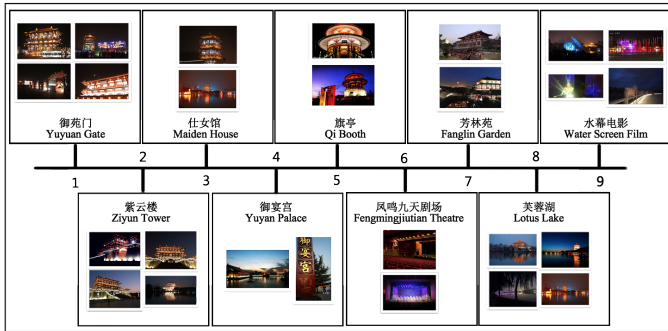 御苑门
Yuyuan Gate
仕女馆
Maiden House
旗亭
Qi Booth
芳林苑
Fanglin Garden
水幕电影
Water Screen Film
1
2
3
4
5
6
7
8
9
紫云楼
Ziyun Tower
御宴宫
Yuyan Palace
凤鸣九天剧场
Fengmingjiutian Theatre
芙蓉湖
Lotus Lake
御宴宫